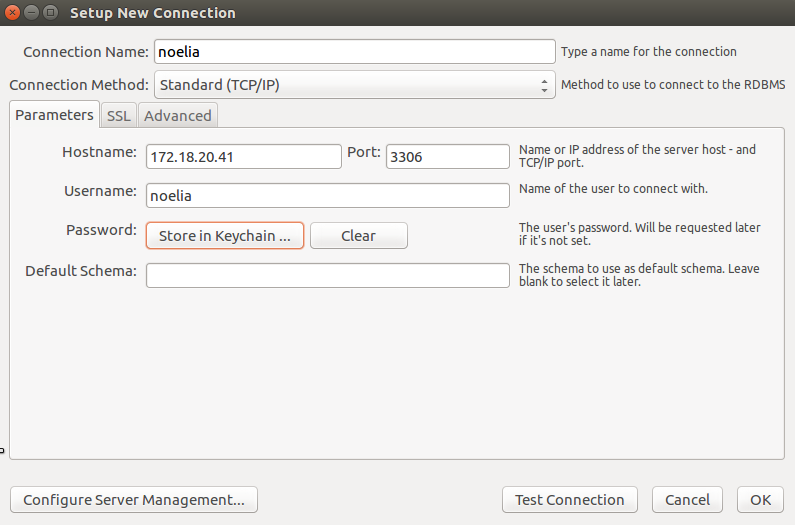 Setup New Connection
Connection Name: noelia Type a name for the connection
Connection Method: Standard (TCP/IP) Method to use to connect to the RDBMS
Parameters SSL Advanced
Hostname: 172.18.20.41 Port: 3306 Name or IP address of the server host - and
TCP/IP port.
Username: noelia Name of the user to connect with.
Password: Store in Keychain ... Clear The user's password. Will be requested later
if it's not set.
Default Schema: The schema to use as default schema. Leave
blank to select it later.
Configure Server Management... Test Connection Cancel OK